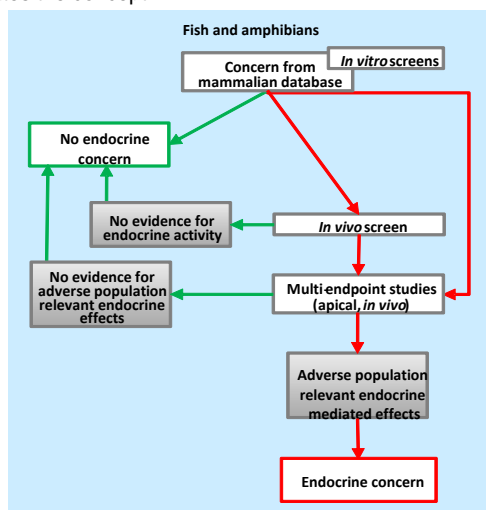 Fish and amphibians
In vitro screens
Concern from
mammalian database
No endocrine
concern
No evidence for
endocrine activity
In vivo screen
No evidence for
adverse population
relevant endocrine
effects
Multi-endpoint studies
(apical, in vivo)
Adverse population
relevant endocrine
mediated effects
Endocrine concern